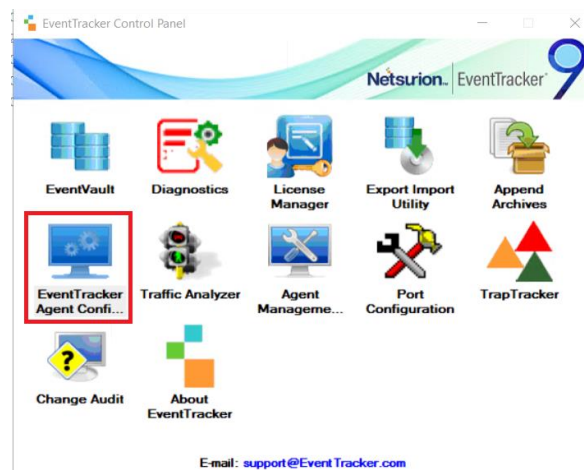 EventTracker Control Panel
Netsurion. EventTracker 9
EventVault
Diagnostics
License
Manager
Export Import
Utility
Append
Archives
EventTracker
Agent Confi...
Traffic Analyzer
Agent
Manageme...
Port
Configuration
TrapTracker
Change Audit
About
EventTracker
E-mail: support@EventTracker.com